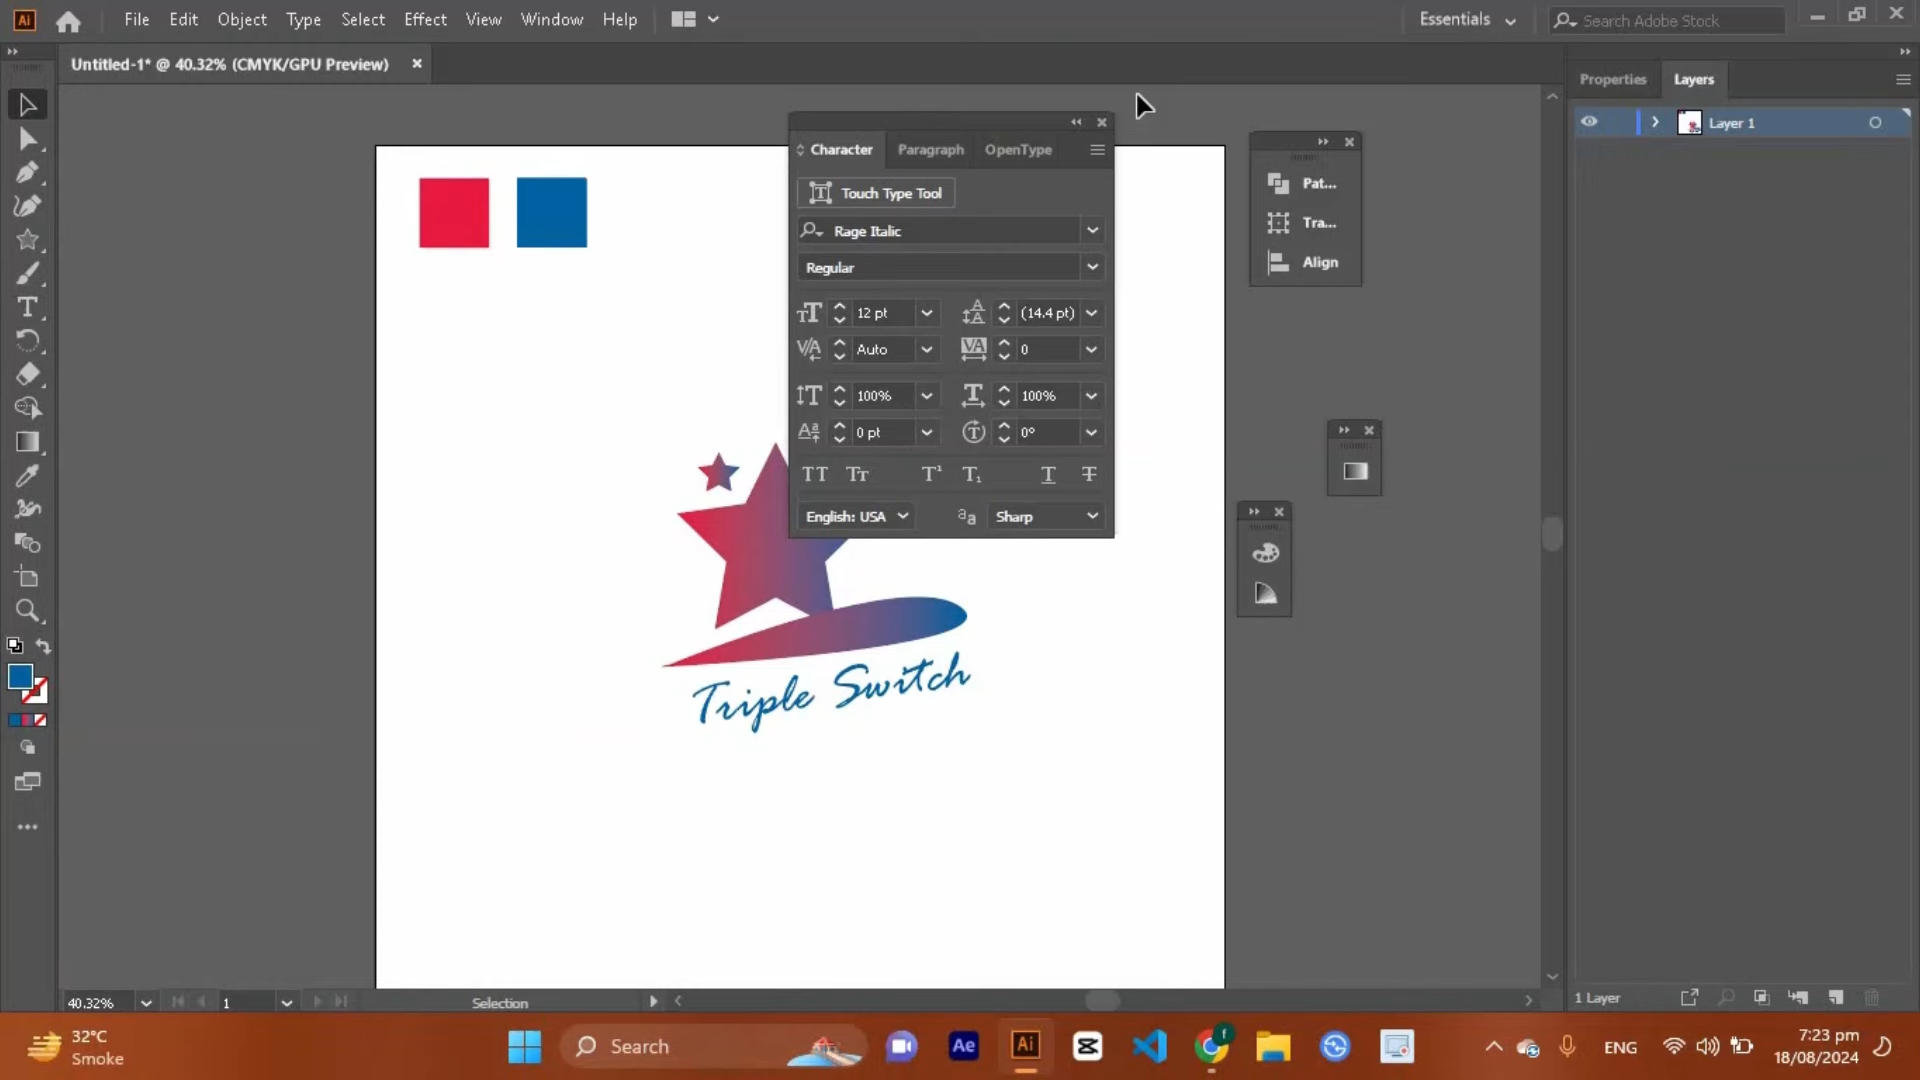 Ai File Edit Object Type Select Effect View Window Help Essentials Search Adobe Stock
Untitled-1* @ 40.32% (CMYK/GPU Preview)
Properties Layers
Layer 1
Character Paragraph OpenType
Touch Type Tool
Rage Italic
Regular
12 pt (14.4 pt)
Auto 0
100% 100%
0 pt 0°
English: USA Sharp
Pat...
Tra...
Align
Triple Switch
40.32% 1 Selection
1 Layer
32°C
Smoke
Search
Ae
Ai
ENG
7:23 pm
18/08/2024